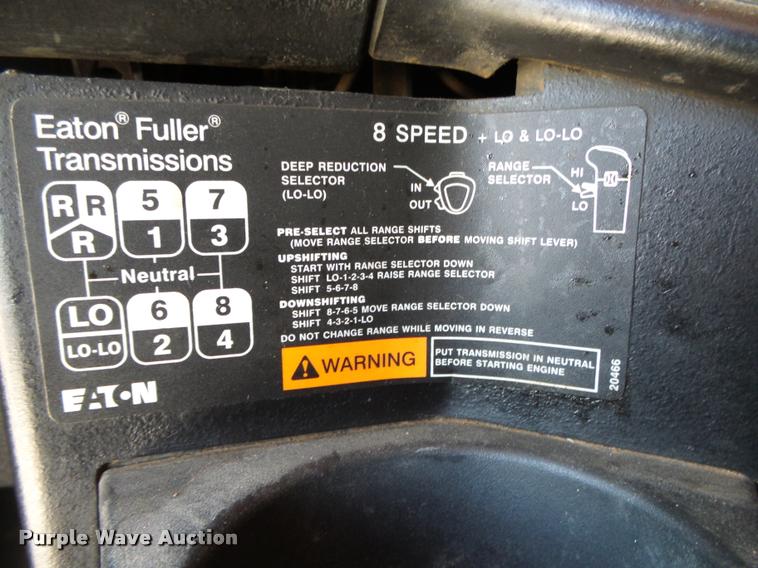 Eaton® Fuller®
Transmissions
8 SPEED + LO & LO-LO
DEEP REDUCTION
SELECTOR
(LO-LO)
IN
OUT
RANGE
SELECTOR
HI
LO
R R
R
5
1
7
3
Neutral
LO
LO-LO
6
2
8
4
PRE-SELECT ALL RANGE SHIFTS
(MOVE RANGE SELECTOR BEFORE MOVING SHIFT LEVER)
UPSHIFTING
START WITH RANGE SELECTOR DOWN
SHIFT LO-1-2-3-4 RAISE RANGE SELECTOR
SHIFT 5-6-7-8
DOWNSHIFTING
SHIFT 8-7-6-5 MOVE RANGE SELECTOR DOWN
SHIFT 4-3-2-1-LO
DO NOT CHANGE RANGE WHILE MOVING IN REVERSE
WARNING
PUT TRANSMISSION IN NEUTRAL
BEFORE STARTING ENGINE
20466
EATON
Purple Wave Auction®